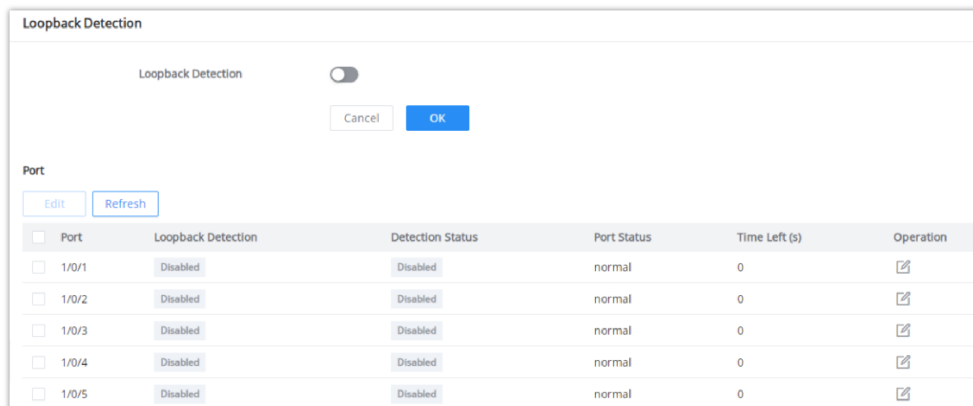 Loopback Detection
Loopback Detection
Cancel OK
Port
Edit Refresh
Port Loopback Detection Detection Status Port Status Time Left (s) Operation
1/0/1 Disabled Disabled normal 0
1/0/2 Disabled Disabled normal 0
1/0/3 Disabled Disabled normal 0
1/0/4 Disabled Disabled normal 0
1/0/5 Disabled Disabled normal 0